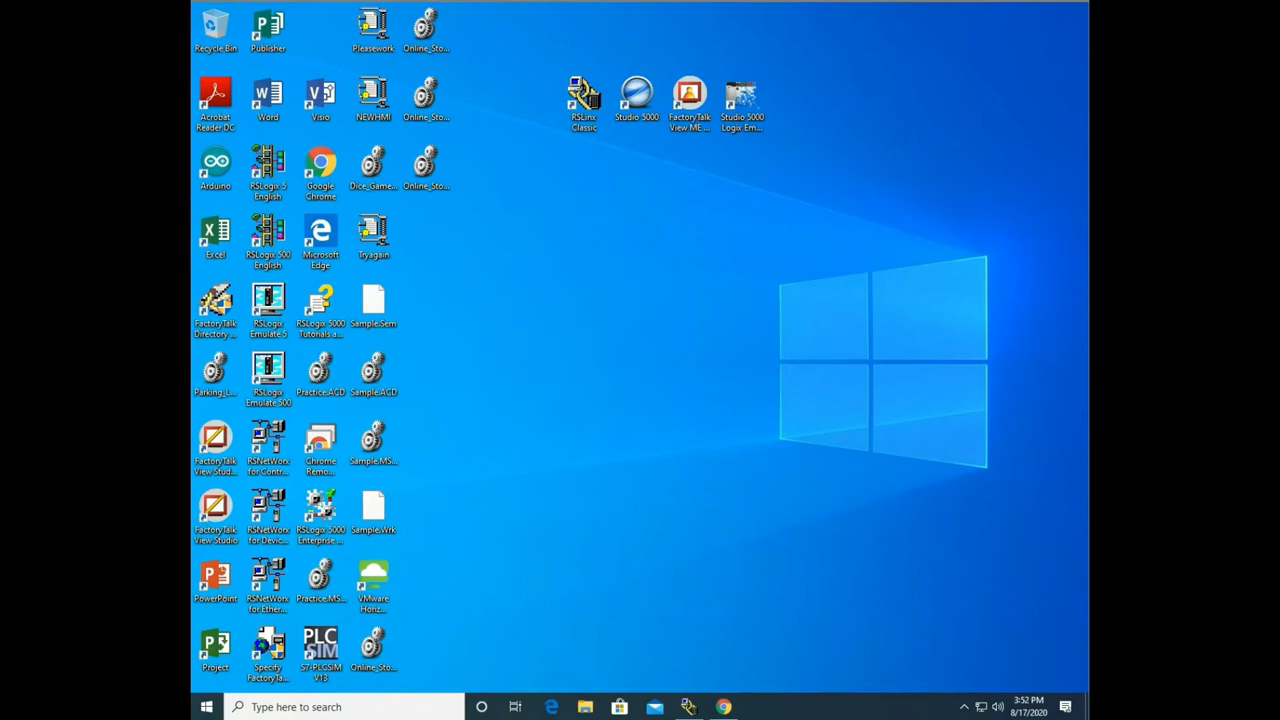 Recycle Bin
Publisher
Pleasework
Online_Sto...
Acrobat
Reader DC
Word
Visio
NEWHMI
Online_Sto...
RSLinx
Classic
Studio 5000
FactoryTalk
View ME ...
Studio 5000
Logix Em...
Arduino
RSLogix 5
English
Google
Chrome
Dice_Game...
Online_Sto...
Excel
RSLogix 500
English
Microsoft
Edge
Tryagain
FactoryTalk
Directory ...
RSLogix
Emulate 5
RSLogix 5000
Tutorials a...
Sample.Sem
Parking_L...
RSLogix
Emulate 500
Practice.ACD
Sample.ACD
FactoryTalk
View Stud...
RSNetWorx
for Contr...
Chrome
Remo...
Sample.MS...
FactoryTalk
View Studio
RSNetWorx
for Devic...
RSLogix 5000
Enterprise ...
Sample.Wrk
PowerPoint
RSNetWorx
for Ether...
Practice.MS...
VMware
Horiz...
Project
Specify
FactoryTa...
PLC
SIM
S7-PLCSIM
V13
Online_Sto...
Type here to search
3:52 PM
8/17/2020